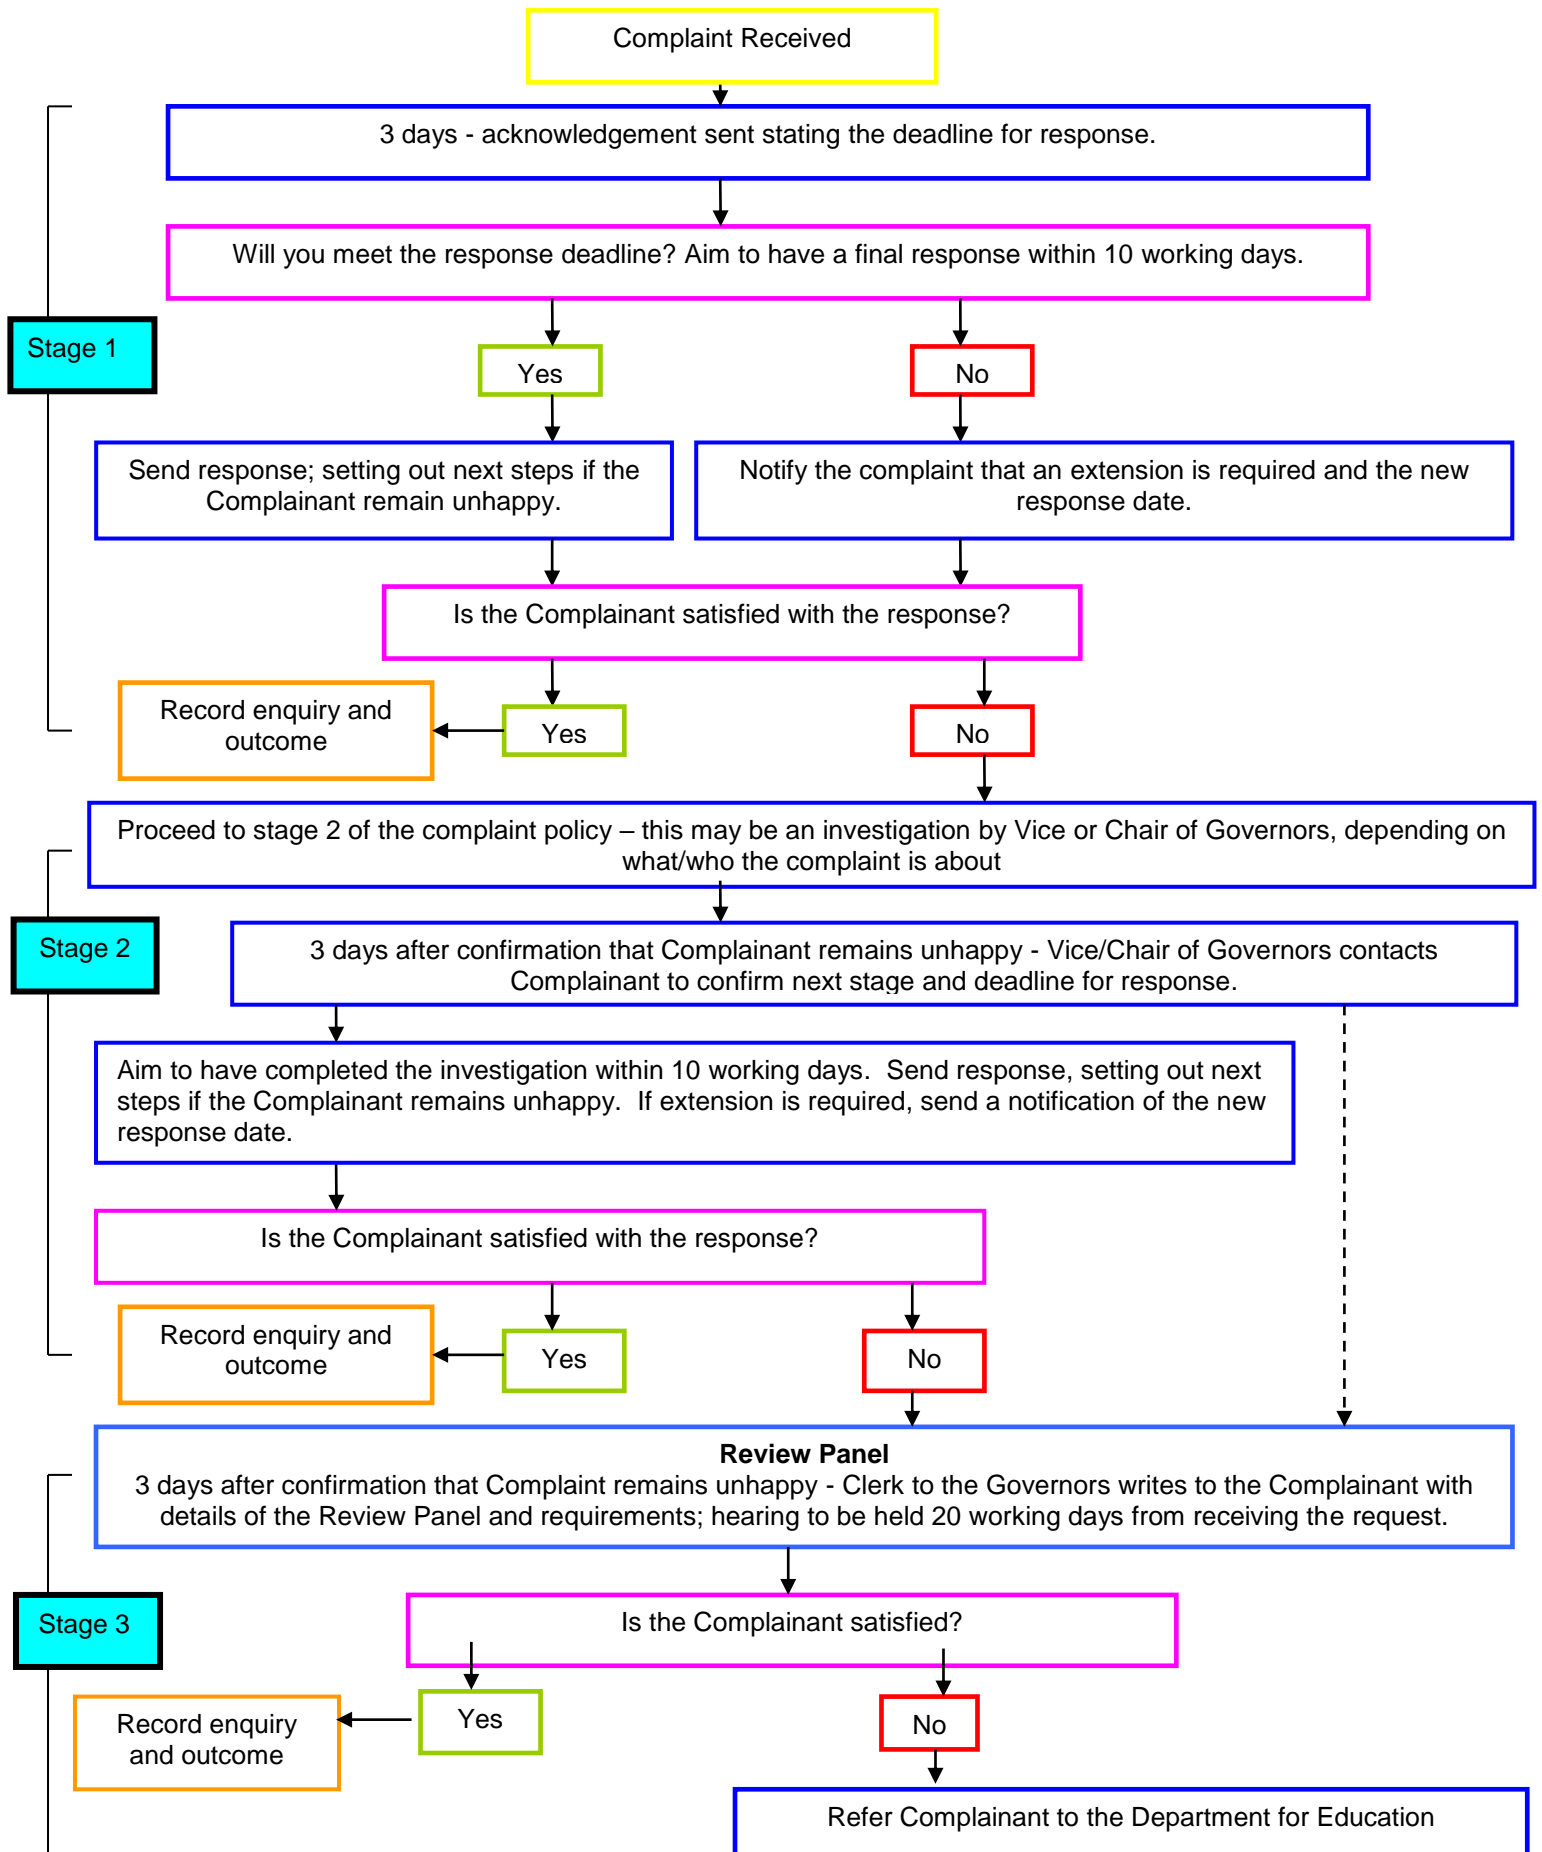 Complaint Received
3 days - acknowledgement sent stating the deadline for response.
Will you meet the response deadline? Aim to have a final response within 10 working days.
Stage 1
Yes
No
Send response; setting out next steps if the
Complainant remain unhappy.
Notify the complaint that an extension is required and the new
response date.
Is the Complainant satisfied with the response?
Record enquiry and
outcome
Yes
No
Proceed to stage 2 of the complaint policy – this may be an investigation by Vice or Chair of Governors, depending on
what/who the complaint is about
Stage 2
3 days after confirmation that Complainant remains unhappy - Vice/Chair of Governors contacts
Complainant to confirm next stage and deadline for response.
Aim to have completed the investigation within 10 working days.  Send response, setting out next
steps if the Complainant remains unhappy.  If extension is required, send a notification of the new
response date.
Is the Complainant satisfied with the response?
Record enquiry and
outcome
Yes
No
Review Panel
3 days after confirmation that Complaint remains unhappy - Clerk to the Governors writes to the Complainant with
details of the Review Panel and requirements; hearing to be held 20 working days from receiving the request.
Stage 3
Is the Complainant satisfied?
Record enquiry
and outcome
Yes
No
Refer Complainant to the Department for Education